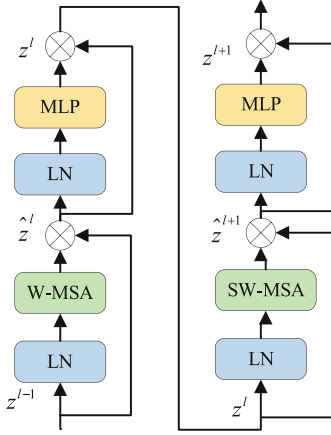 z^l
MLP
LN
ẑ^l
W-MSA
LN
z^{l-1}
z^{l+1}
MLP
LN
ẑ^{l+1}
SW-MSA
LN
z^l